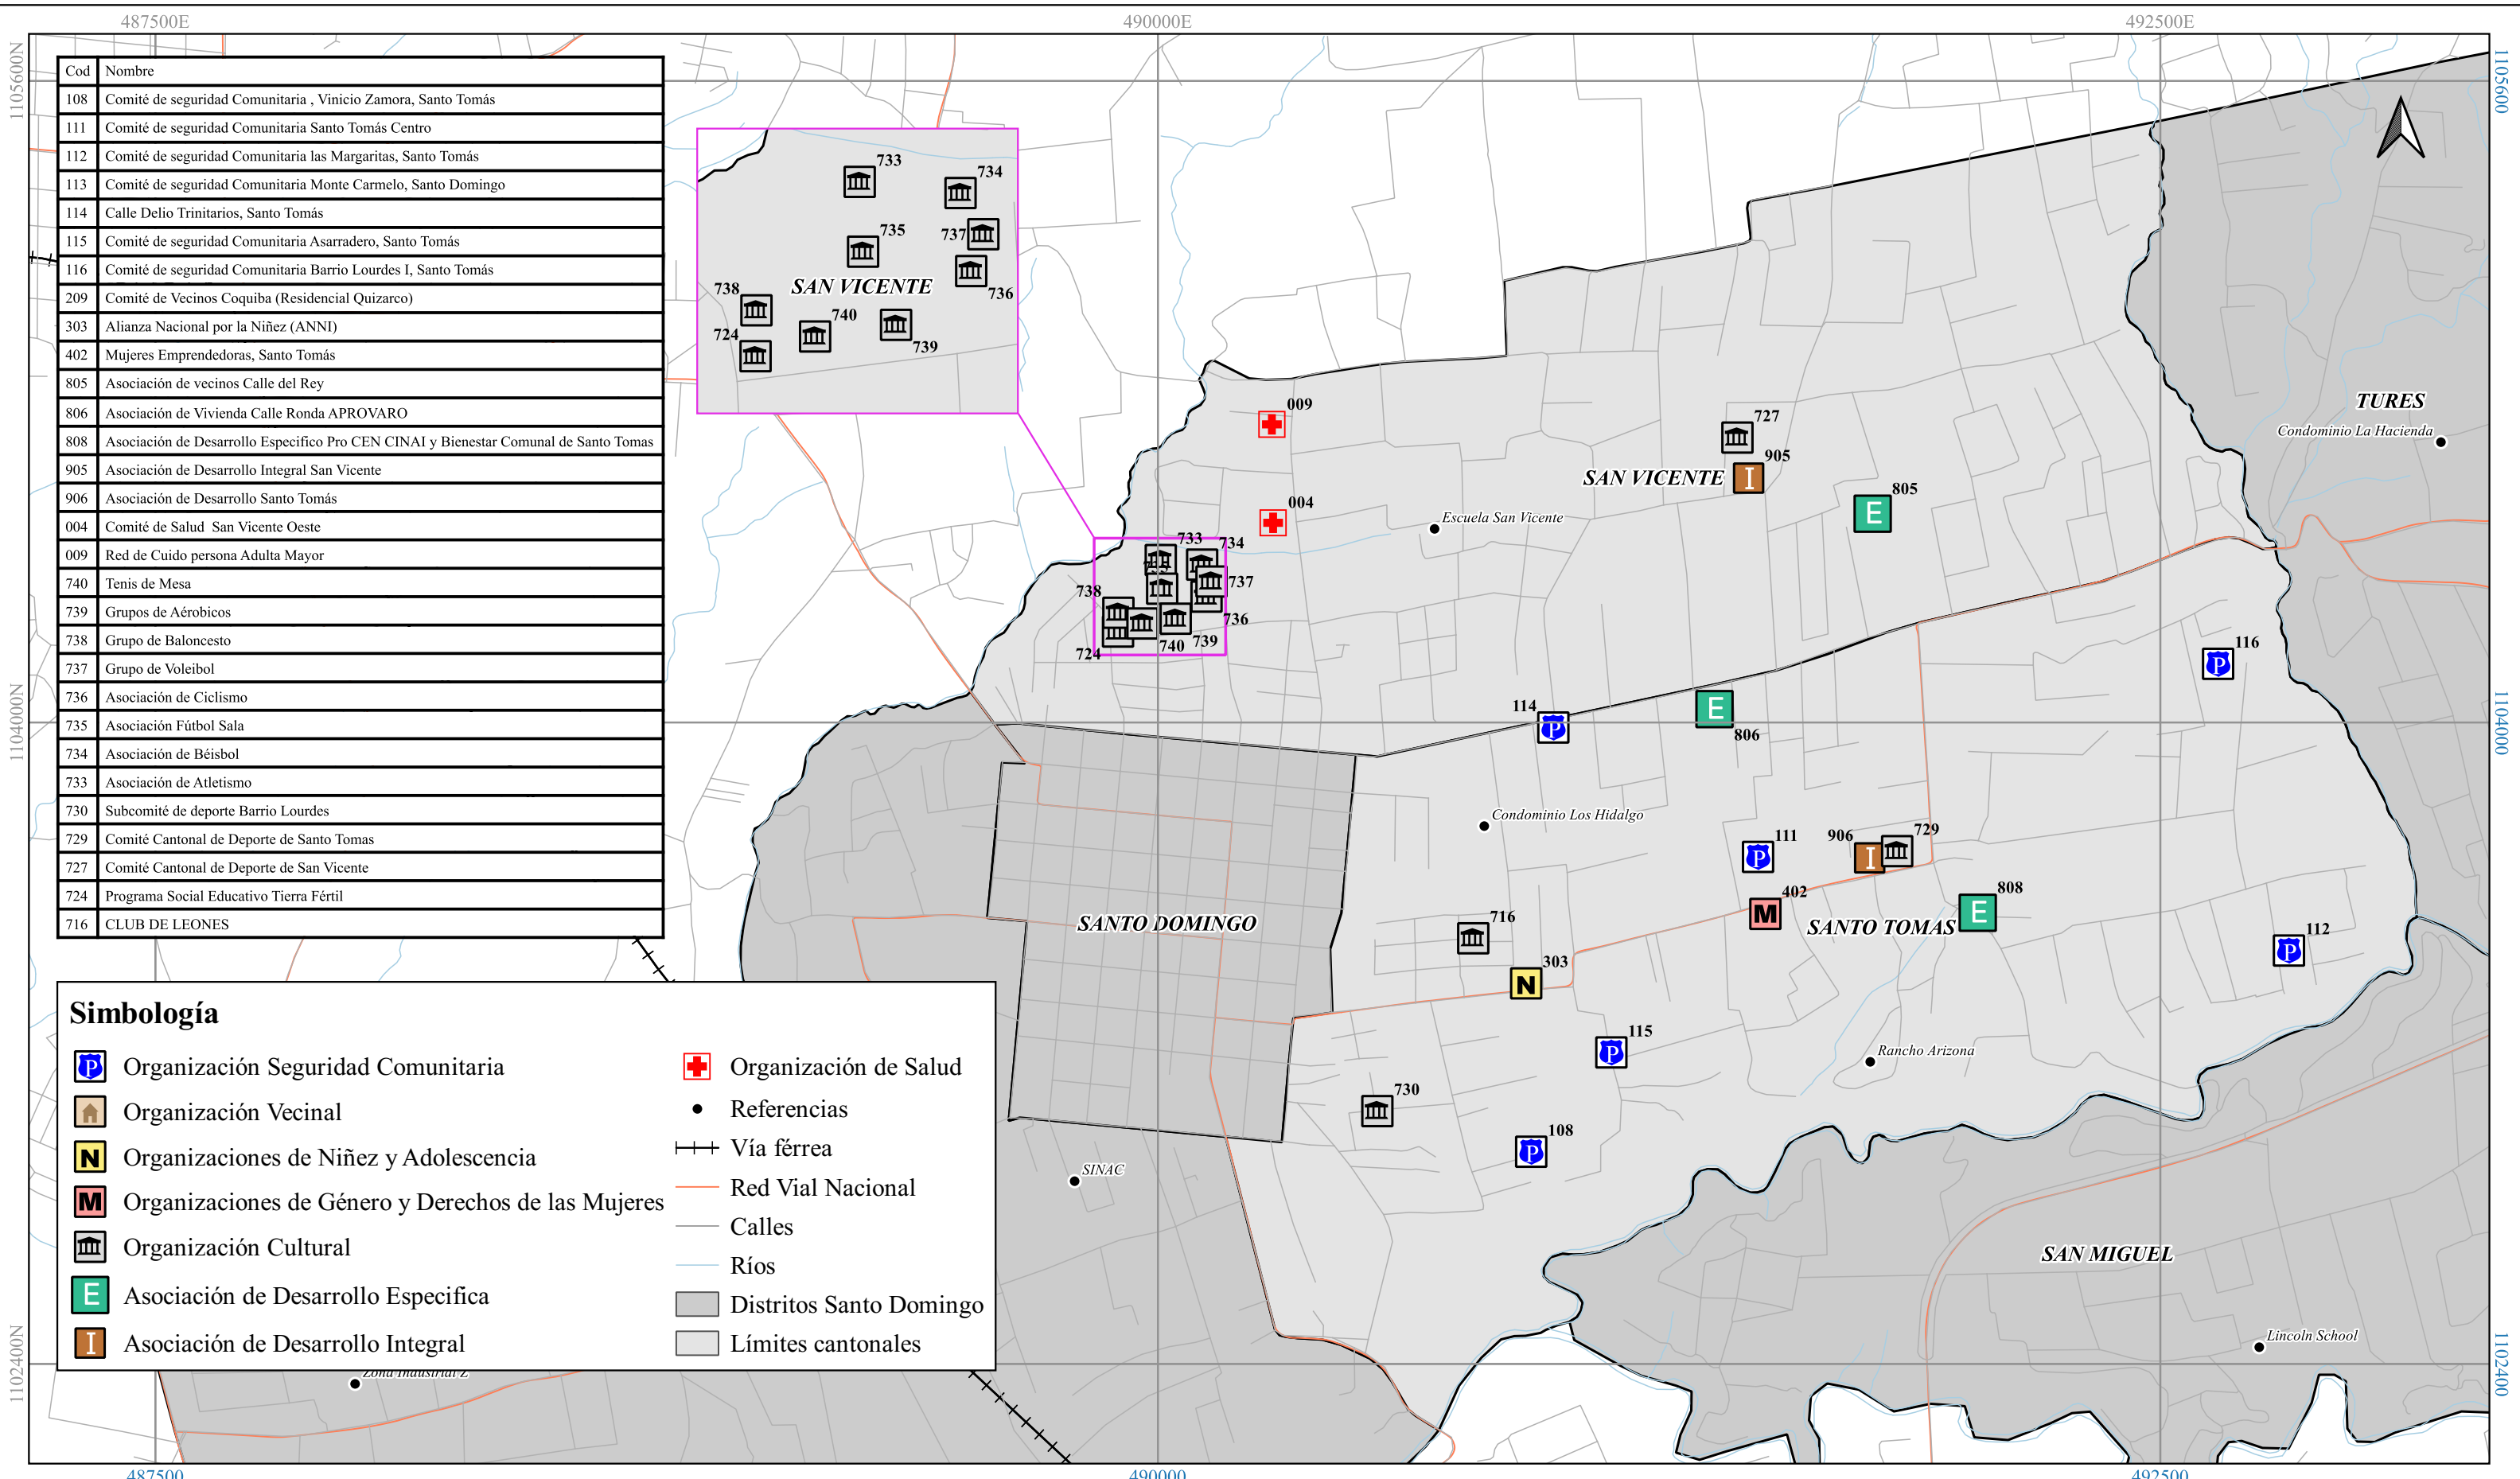 487500E
490000E
492500E
1105600N
1105600
Cod Nombre
108 Comité de seguridad Comunitaria , Vinicio Zamora, Santo Tomás
111 Comité de seguridad Comunitaria Santo Tomás Centro
112 Comité de seguridad Comunitaria las Margaritas, Santo Tomás
113 Comité de seguridad Comunitaria Monte Carmelo, Santo Domingo
114 Calle Delio Trinitarios, Santo Tomás
115 Comité de seguridad Comunitaria Asarradero, Santo Tomás
116 Comité de seguridad Comunitaria Barrio Lourdes I, Santo Tomás
209 Comité de Vecinos Coquiba (Residencial Quizarco)
303 Alianza Nacional por la Niñez (ANNI)
402 Mujeres Emprendedoras, Santo Tomás
805 Asociación de vecinos Calle del Rey
806 Asociación de Vivienda Calle Ronda APROVARO
808 Asociación de Desarrollo Especifico Pro CEN CINAI y Bienestar Comunal de Santo Tomas
905 Asociación de Desarrollo Integral San Vicente
906 Asociación de Desarrollo Santo Tomás
004 Comité de Salud San Vicente Oeste
009 Red de Cuido persona Adulta Mayor
740 Tenis de Mesa
739 Grupos de Aérobicos
738 Grupo de Baloncesto
737 Grupo de Voleibol
736 Asociación de Ciclismo
735 Asociación Fútbol Sala
734 Asociación de Béisbol
733 Asociación de Atletismo
730 Subcomité de deporte Barrio Lourdes
729 Comité Cantonal de Deporte de Santo Tomas
727 Comité Cantonal de Deporte de San Vicente
724 Programa Social Educativo Tierra Fértil
716 CLUB DE LEONES
733
734
735
737
SAN VICENTE
736
738
740
724
739
009
727
905
SAN VICENTE
I
805
E
004
Escuela San Vicente
TURES
Condominio La Hacienda
733
734
738
737
736
739
740
724
1104000N
1104000
116
P
114
P
E
806
Condominio Los Hidalgo
111
P
906
I
729
402
M
808
E
SANTO TOMAS
SANTO DOMINGO
716
303
N
112
P
115
P
Rancho Arizona
730
108
P
SINAC
SAN MIGUEL
Lincoln School
Zona Industrial Z
Simbología
P Organización Seguridad Comunitaria
Organización Vecinal
N Organizaciones de Niñez y Adolescencia
M Organizaciones de Género y Derechos de las Mujeres
Organización Cultural
E Asociación de Desarrollo Especifica
I Asociación de Desarrollo Integral
Organización de Salud
Referencias
Vía férrea
Red Vial Nacional
Calles
Ríos
Distritos Santo Domingo
Límites cantonales
1102400N
1102400
487500
490000
492500